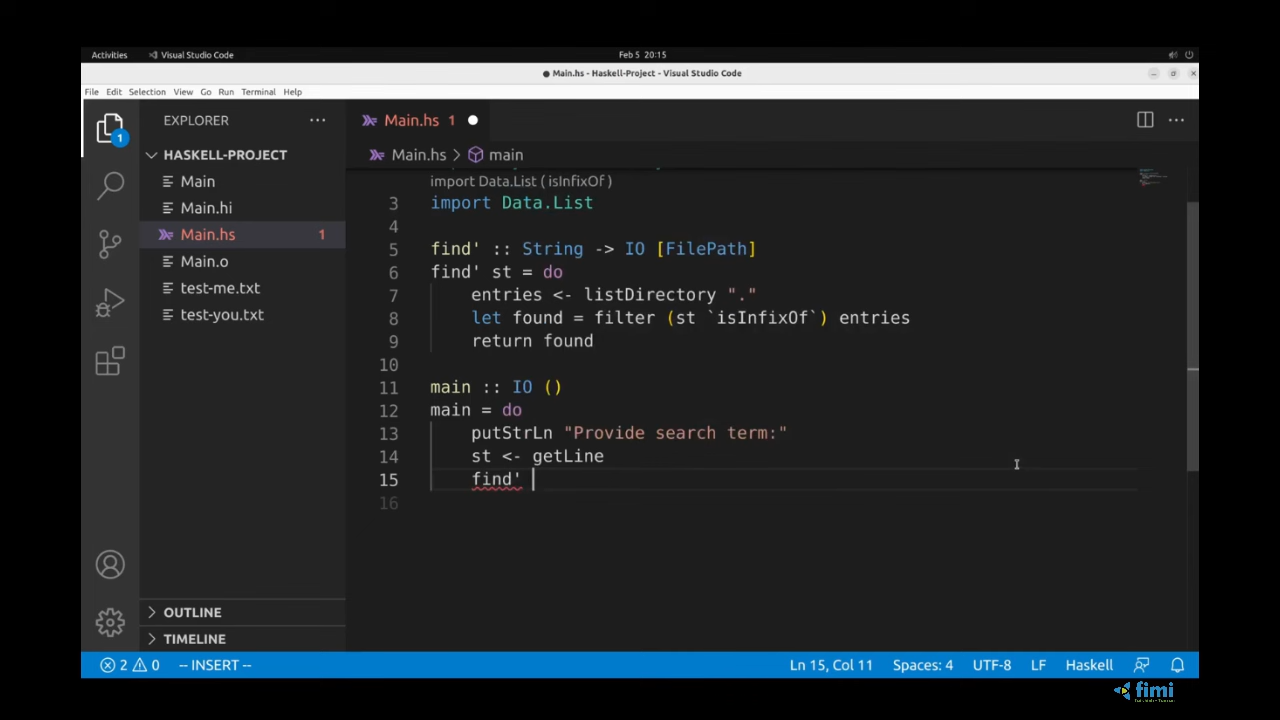 Activities Visual Studio Code Feb 5 20:15
● Main.hs - Haskell-Project - Visual Studio Code
File Edit Selection View Go Run Terminal Help
1
EXPLORER ···
HASKELL-PROJECT
Main
Main.hi
Main.hs 1
Main.o
test-me.txt
test-you.txt
OUTLINE
TIMELINE
Main.hs 1 ●
Main.hs > main
import Data.List ( isInfixOf )
3 import Data.List
4
5 find' :: String -> IO [FilePath]
6 find' st = do
7 entries <- listDirectory "."
8 let found = filter (st `isInfixOf`) entries
9 return found
10
11 main :: IO ()
12 main = do
13 putStrLn "Provide search term:"
14 st <- getLine
15 find'
16
2 0 -- INSERT -- Ln 15, Col 11 Spaces: 4 UTF-8 LF Haskell
fimi